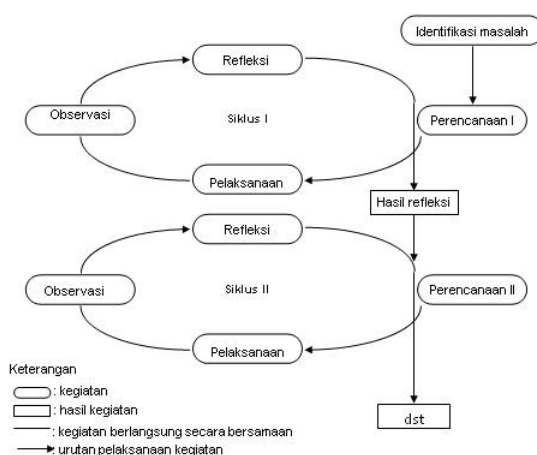 Identifikasi masalah
Refleksi
Observasi
Siklus I
Perencanaan I
Pelaksanaan
Hasil refleksi
Refleksi
Observasi
Siklus II
Perencanaan II
Pelaksanaan
Keterangan
: kegiatan
: hasil kegiatan
: kegiatan berlangsung secara bersamaan
: urutan pelaksanaan kegiatan
dst